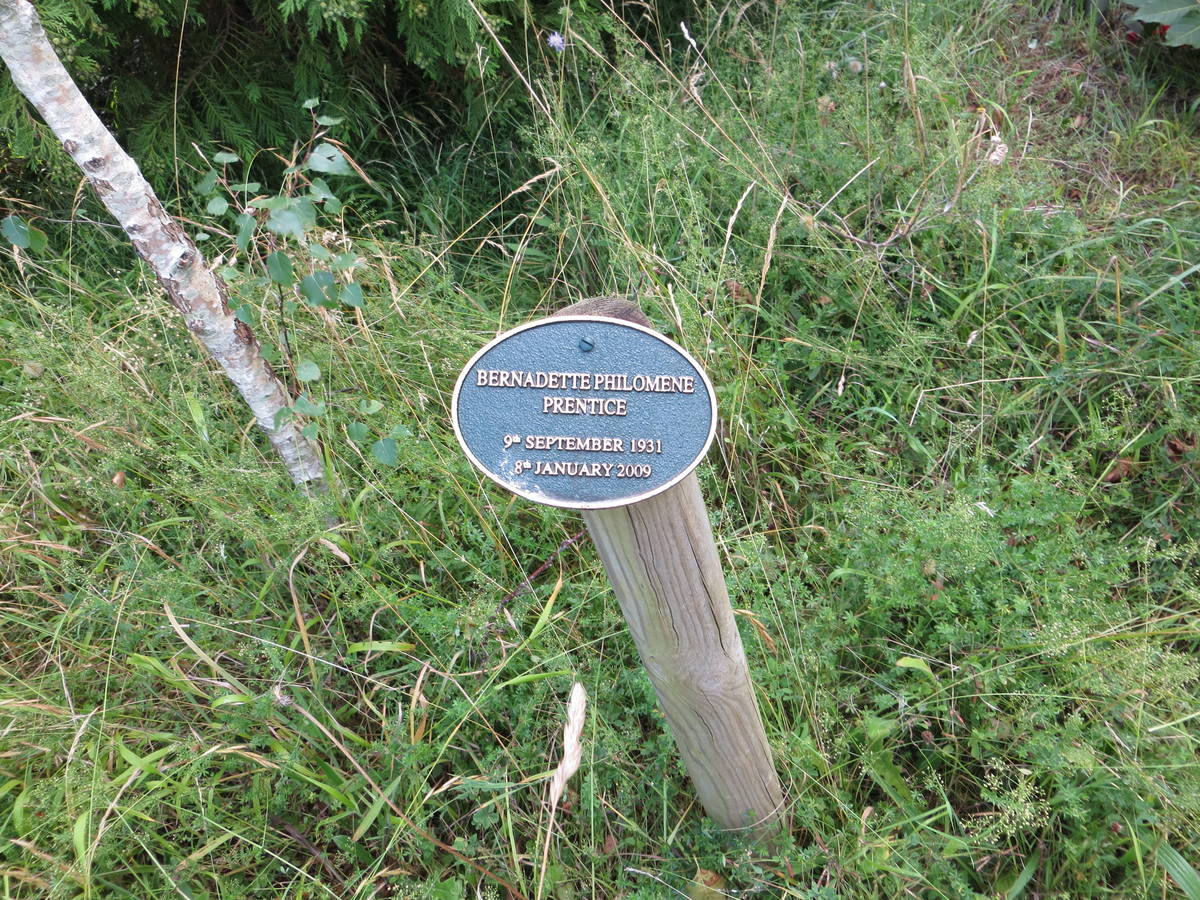 BERNADETTE PHILOMENE
PRENTICE
9th SEPTEMBER 1931
8th JANUARY 2009